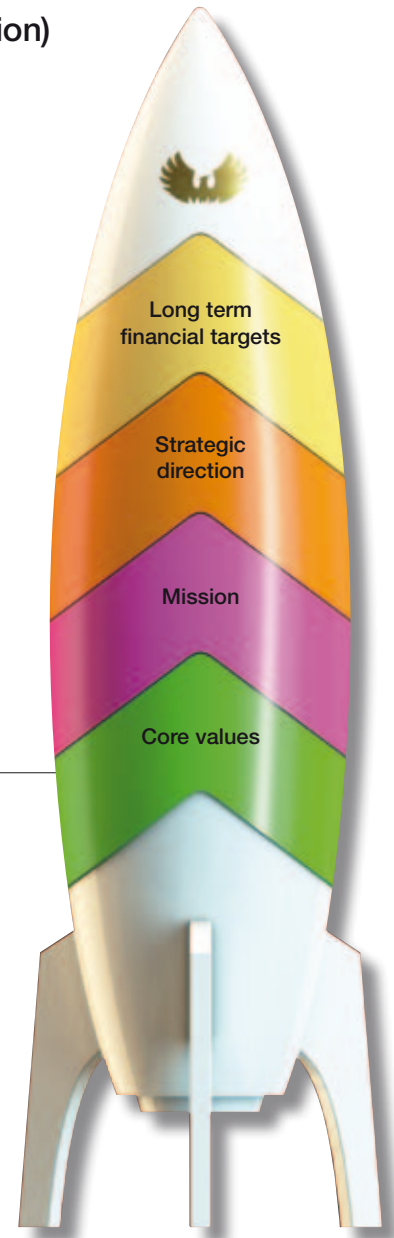 ion)
Long term
financial targets
Strategic
direction
Mission
Core values